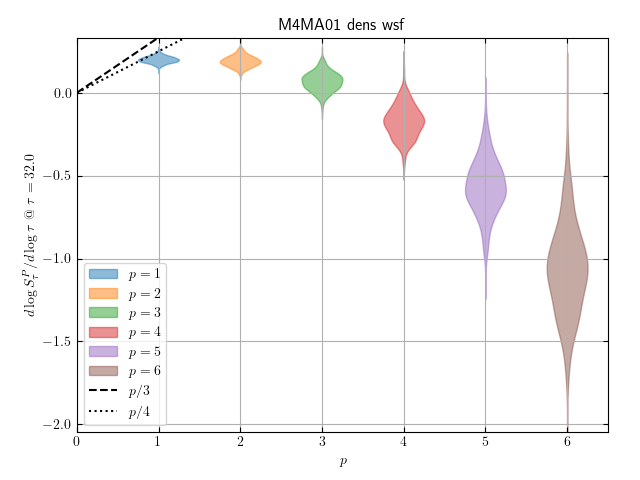 M4MA01 dens wsf
d log S_τ^P / d log τ @ τ = 32.0
0.0
−0.5
−1.0
−1.5
−2.0
p = 1
p = 2
p = 3
p = 4
p = 5
p = 6
p/3
p/4
0 1 2 3 4 5 6
p